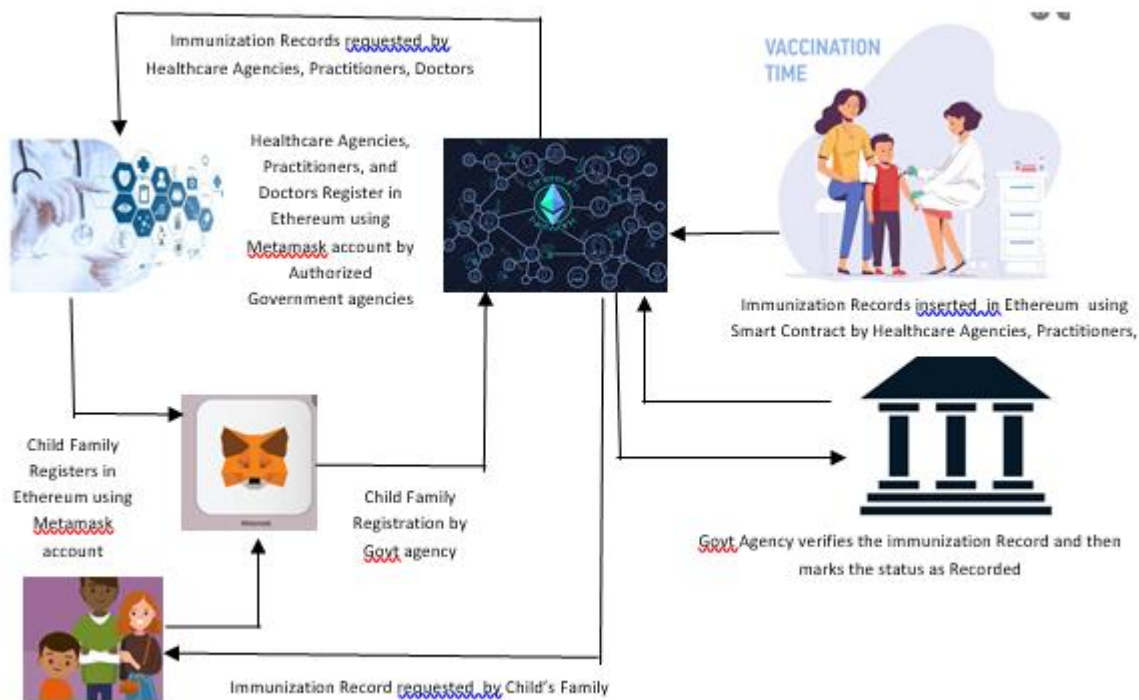 Immunization Records requested by
Healthcare Agencies, Practitioners, Doctors
VACCINATION
TIME
Healthcare Agencies,
Practitioners, and
Doctors Register in
Ethereum using
Metamask account by
Authorized
Government agencies
Immunization Records inserted in Ethereum using
Smart Contract by Healthcare Agencies, Practitioners,
Child Family
Registers in
Ethereum using
Metamask
account
Metamask
Child Family
Registration by
Govt agency
Govt Agency verifies the immunization Record and then
marks the status as Recorded
Immunization Record requested by Child's Family